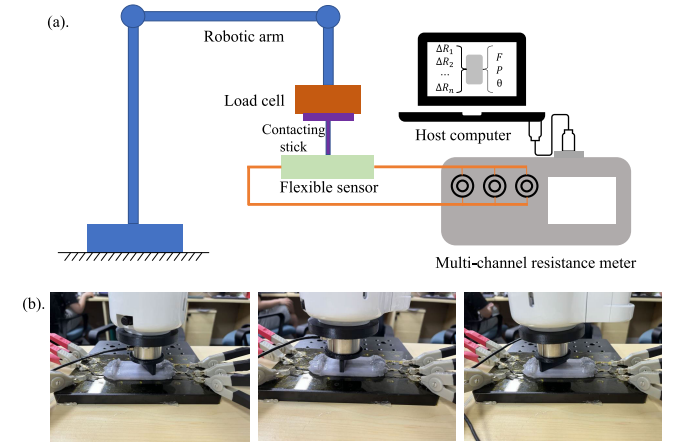 (a).
Robotic arm
ΔR₁
ΔR₂
...
ΔRₙ
F
P
θ
Load cell
Host computer
Contacting
stick
Flexible sensor
Multi-channel resistance meter
(b).